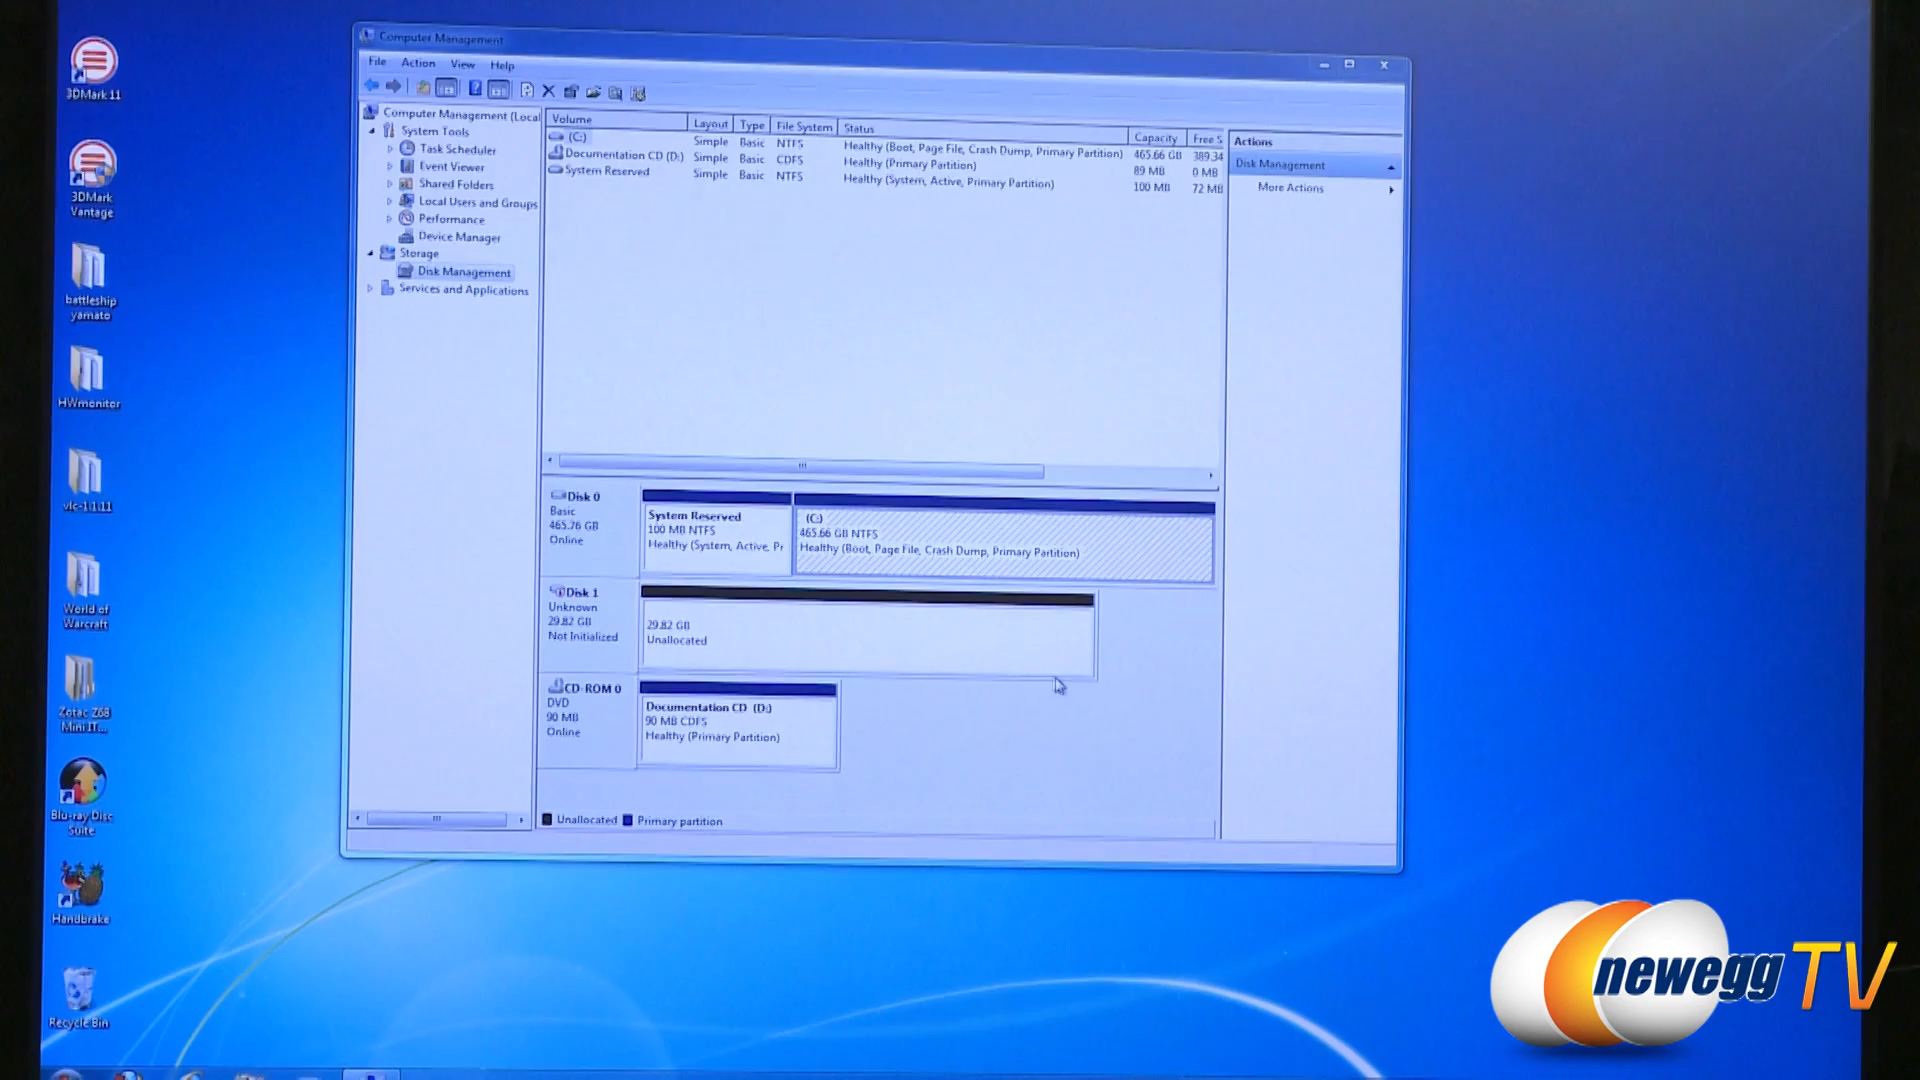 3DMark 11
3DMark
Vantage
battleship
yamato
HWmonitor
vlc-1.1.11
World of
Warcraft
Zotac Z68
Mini IT...
Blu-ray Disc
Suite
Handbrake
Recycle Bin
Computer Management
File Action View Help
Computer Management (Local
System Tools
Task Scheduler
Event Viewer
Shared Folders
Local Users and Groups
Performance
Device Manager
Storage
Disk Management
Services and Applications
Volume Layout Type File System Status Capacity Free S
(C:) Simple Basic NTFS Healthy (Boot, Page File, Crash Dump, Primary Partition) 465.66 GB 389.34
Documentation CD (D:) Simple Basic CDFS Healthy (Primary Partition) 89 MB 0 MB
System Reserved Simple Basic NTFS Healthy (System, Active, Primary Partition) 100 MB 72 MB
Disk 0
Basic
465.76 GB
Online
System Reserved
100 MB NTFS
Healthy (System, Active, Pr
(C:)
465.66 GB NTFS
Healthy (Boot, Page File, Crash Dump, Primary Partition)
Disk 1
Unknown
29.82 GB
Not Initialized
29.82 GB
Unallocated
CD-ROM 0
DVD
90 MB
Online
Documentation CD (D:)
90 MB CDFS
Healthy (Primary Partition)
Unallocated Primary partition
Actions
Disk Management
More Actions
newegg TV